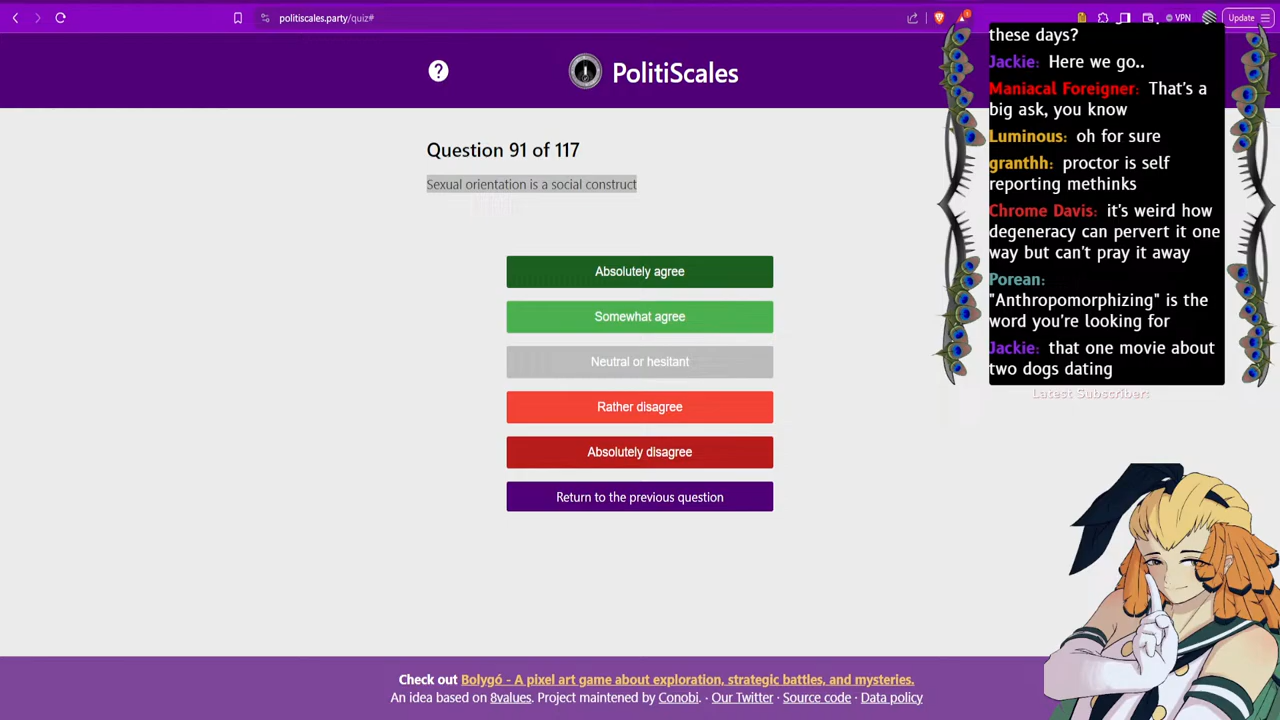 politiscales.party/quiz#
1
VPN
Update
PolitiScales
Question 91 of 117
Sexual orientation is a social construct
Absolutely agree
Somewhat agree
Neutral or hesitant
Rather disagree
Absolutely disagree
Return to the previous question
Check out Bolygó - A pixel art game about exploration, strategic battles, and mysteries.
An idea based on 8values. Project maintened by Conobi. · Our Twitter · Source code · Data policy
these days?
Jackie: Here we go..
Maniacal Foreigner: That's a
big ask, you know
Luminous: oh for sure
granthh: proctor is self
reporting methinks
Chrome Davis: it's weird how
degeneracy can pervert it one
way but can't pray it away
Porean:
"Anthropomorphizing" is the
word you're looking for
Jackie: that one movie about
two dogs dating
Latest Subscriber: